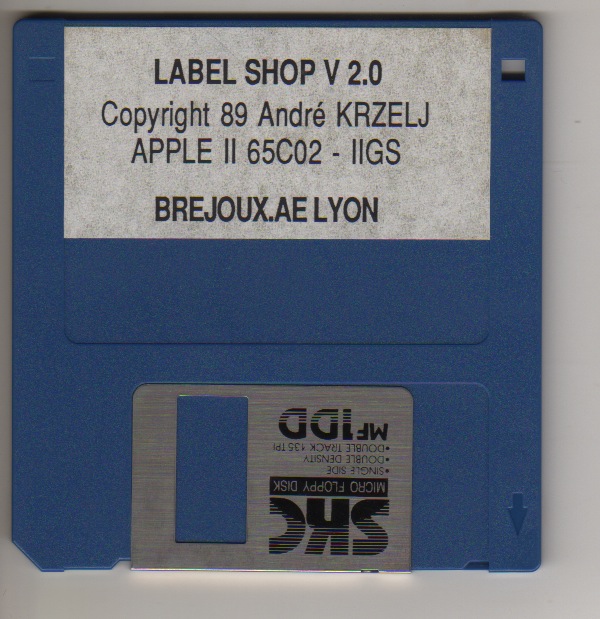 LABEL SHOP V 2.0
Copyright 89 André KRZELJ
APPLE II 65C02 - IIGS
BREJOUX.AE LYON
SKC
MICRO FLOPPY DISK
•SINGLE SIDE
•DOUBLE DENSITY
•DOUBLE TRACK 135 TPI
MF1DD